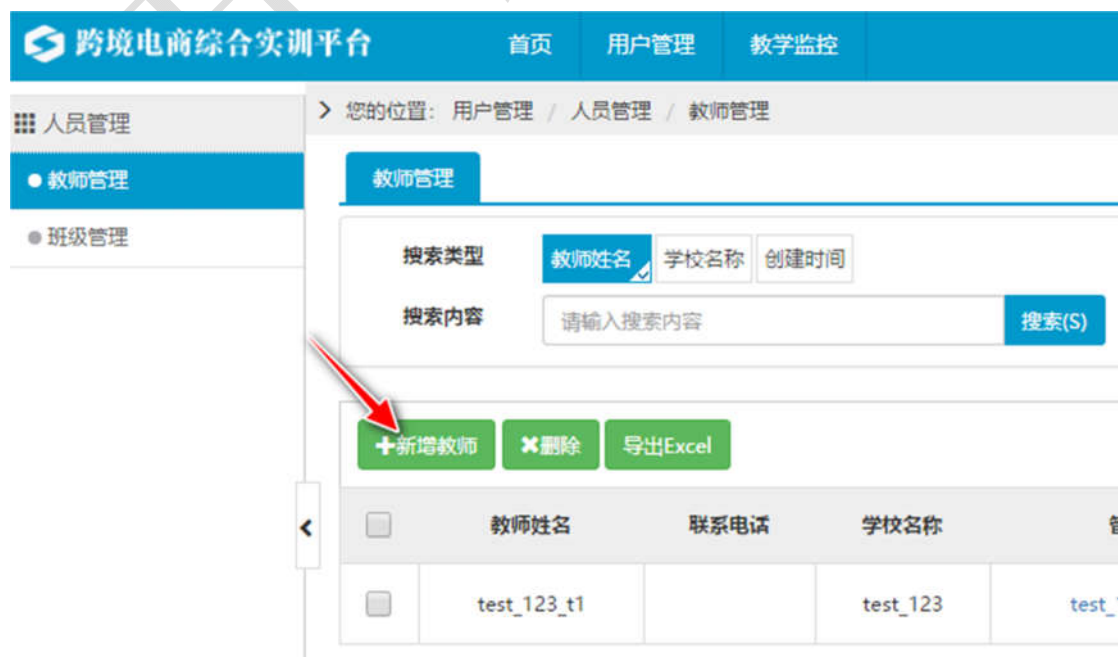 跨境电商综合实训平台 首页 用户管理 教学监控
人员管理
> 您的位置: 用户管理 / 人员管理 / 教师管理
教师管理
班级管理
教师管理
搜索类型 教师姓名 学校名称 创建时间
搜索内容 请输入搜索内容 搜索(S)
新增教师 删除 导出Excel
教师姓名 联系电话 学校名称
test_123_t1 test_123 test_